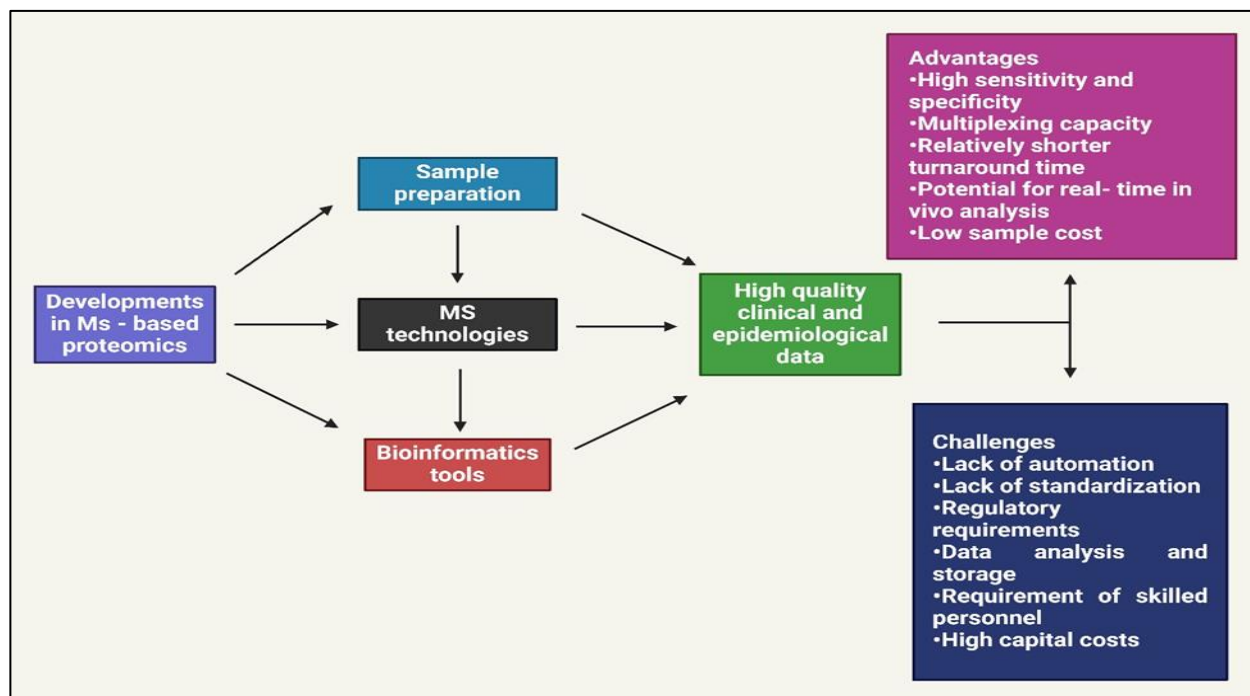 Developments
in Ms - based
proteomics
Sample
preparation
MS
technologies
Bioinformatics
tools
High quality
clinical and
epidemiological
data
Advantages
•High sensitivity and
specificity
•Multiplexing capacity
•Relatively shorter
turnaround time
•Potential for real- time in
vivo analysis
•Low sample cost
Challenges
•Lack of automation
•Lack of standardization
•Regulatory
requirements
•Data analysis and
storage
•Requirement of skilled
personnel
•High capital costs